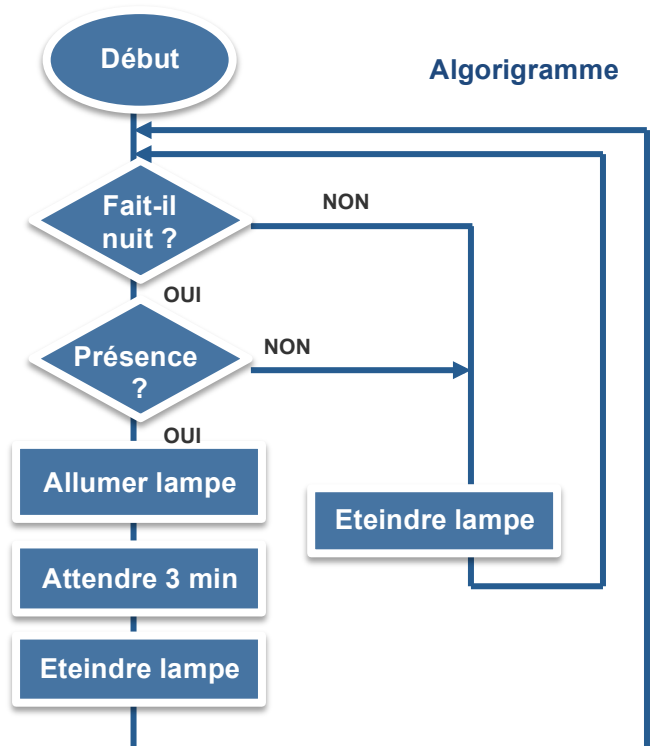 Début
Algorigramme
Fait-il
nuit ?
NON
OUI
Présence
?
NON
OUI
Allumer lampe
Eteindre lampe
Attendre 3 min
Eteindre lampe